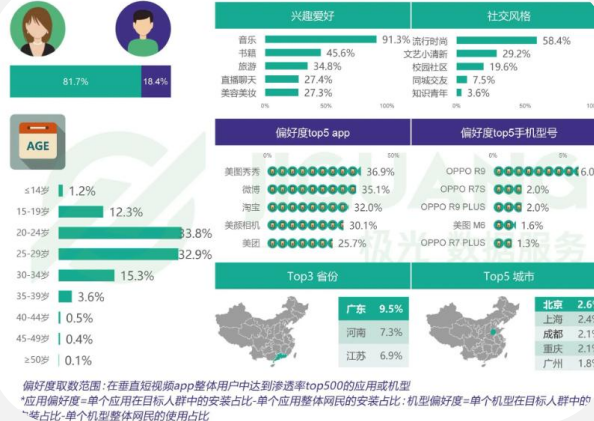 兴趣爱好
社交风格
音乐 91.3%
书籍 45.6%
旅游 34.8%
直播聊天 27.4%
美容美妆 27.3%
0% 50% 100%
流行时尚 58.4%
文艺小清新 29.2%
校园社区 19.6%
同城交友 7.5%
知识青年 3.6%
0% 50% 100
81.7% 18.4%
AGE
≤14岁 1.2%
15-19岁 12.3%
20-24岁 33.8%
25-29岁 32.9%
30-34岁 15.3%
35-39岁 3.6%
40-44岁 0.5%
45-49岁 0.4%
≥50岁 0.1%
偏好度top5 app
0% 50%
美图秀秀 36.9%
微博 35.1%
淘宝 32.0%
美颜相机 30.1%
美团 25.7%
偏好度top5手机型号
0% 5%
OPPO R9 6.0
OPPO R7S 2.0%
OPPO R9 PLUS 2.0%
美图 M6 1.6%
OPPO R7 PLUS 1.3%
Top3 省份
广东 9.5%
河南 7.3%
江苏 6.9%
Top5 城市
北京 2.6%
上海 2.4%
成都 2.1%
重庆 2.1%
广州 1.8%
JIGUANG
极光 数据服务
偏好度取数范围:在垂直短视频app整体用户中达到渗透率top500的应用或机型
*应用偏好度=单个应用在目标人群中的安装占比-单个应用整体网民的安装占比:机型偏好度=单个机型在目标人群中的
安装占比-单个机型整体网民的使用占比